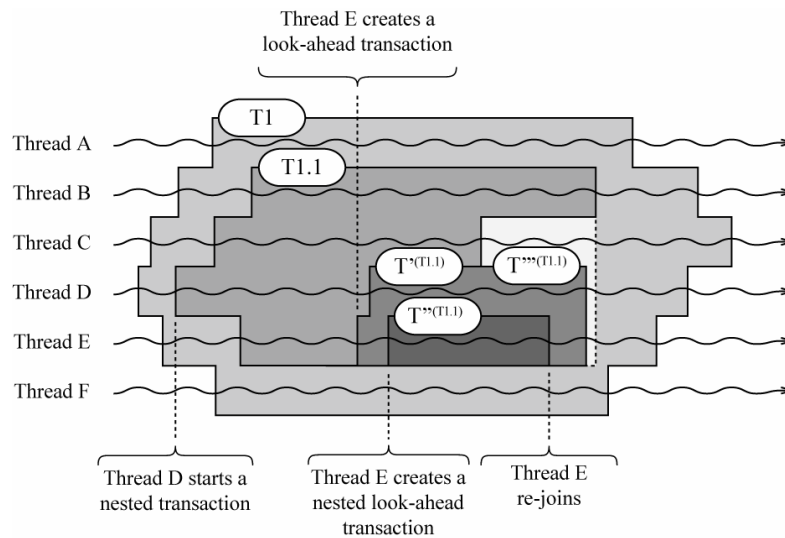 Thread E creates a
look-ahead transaction
T1
Thread A
T1.1
Thread B
Thread C
T'(T1.1)
T'''(T1.1)
Thread D
T''(T1.1)
Thread E
Thread F
Thread D starts a
nested transaction
Thread E creates a
nested look-ahead
transaction
Thread E
re-joins